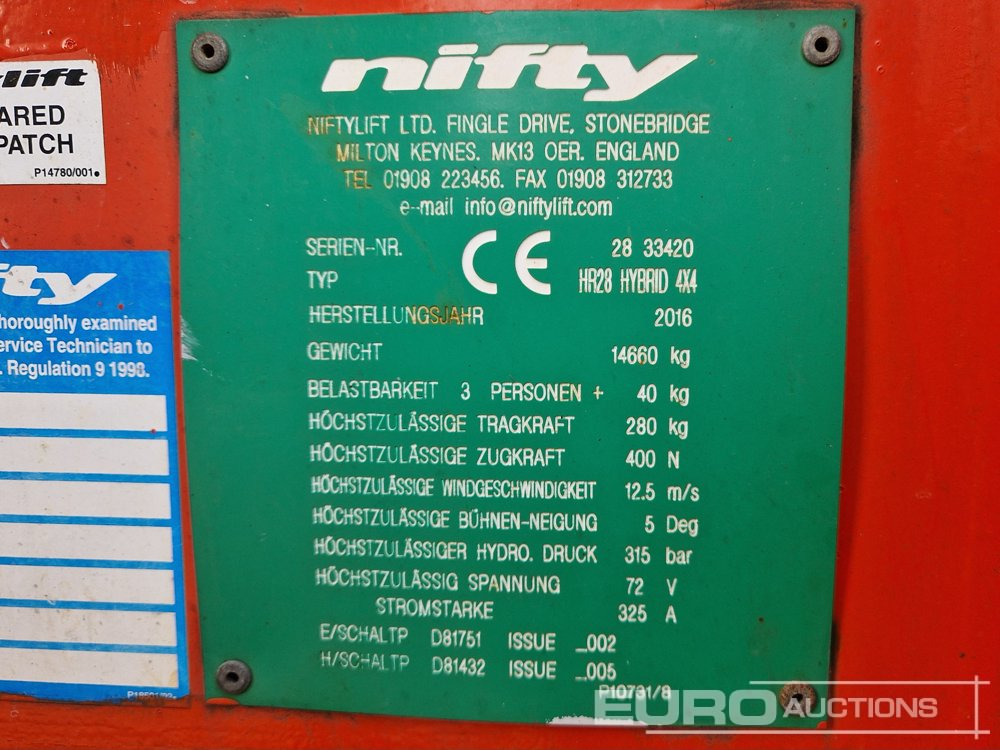 lift
ARED
PATCH
P14780/001
ty
horoughly examined
ervice Technician to
. Regulation 9 1998.
nifty
NIFTYLIFT LTD. FINGLE DRIVE, STONEBRIDGE
MILTON KEYNES. MK13 OER. ENGLAND
TEL 01908 223456. FAX 01908 312733
e-mail info@niftylift.com
SERIEN-NR. CE 28 33420
TYP HR28 HYBRID 4X4
HERSTELLUNGSJAHR 2016
GEWICHT 14660 kg
BELASTBARKEIT 3 PERSONEN + 40 kg
HÖCHSTZULÄSSIGE TRAGKRAFT 280 kg
HÖCHSTZULÄSSIGE ZUGKRAFT 400 N
HÖCHSTZULÄSSIGE WINDGESCHWINDIGKEIT 12.5 m/s
HÖCHSTZULÄSSIGE BÜHNEN-NEIGUNG 5 Deg
HÖCHSTZULÄSSIGER HYDRO. DRUCK 315 bar
HÖCHSTZULÄSSIG SPANNUNG 72 V
STROMSTARKE 325 A
E/SCHALTP D81751 ISSUE _002
H/SCHALTP D81432 ISSUE _005
P10731/8
EURO AUCTIONS